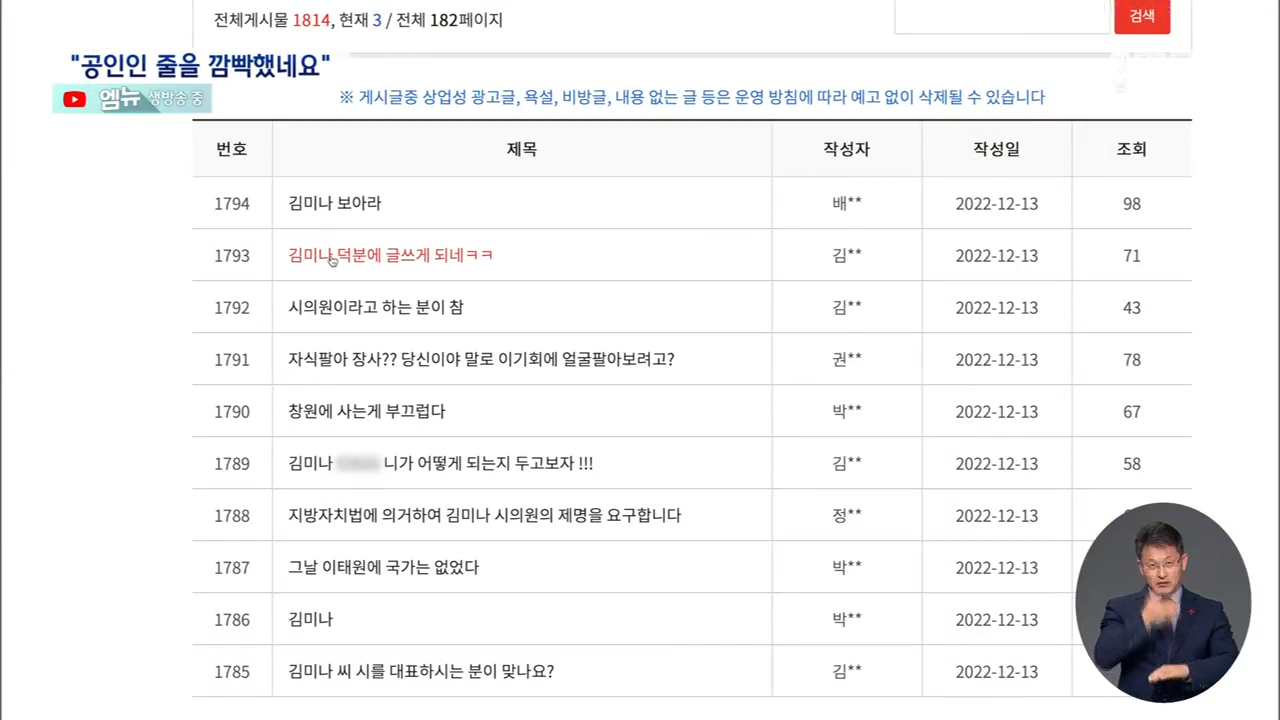 전체게시물 1814, 현재 3 / 전체 182페이지
검색
"공인인 줄을 깜빡했네요"
엠뉴 생방송 중
※ 게시글중 상업성 광고글, 욕설, 비방글, 내용 없는 글 등은 운영 방침에 따라 예고 없이 삭제될 수 있습니다
번호 제목 작성자 작성일 조회
1794 김미나 보아라 배** 2022-12-13 98
1793 김미나 덕분에 글쓰게 되네ㅋㅋ 김** 2022-12-13 71
1792 시의원이라고 하는 분이 참 김** 2022-12-13 43
1791 자식팔아 장사?? 당신이야 말로 이기회에 얼굴팔아보려고? 권** 2022-12-13 78
1790 창원에 사는게 부끄럽다 박** 2022-12-13 67
1789 김미나 니가 어떻게 되는지 두고보자 !!! 김** 2022-12-13 58
1788 지방자치법에 의거하여 김미나 시의원의 제명을 요구합니다 정** 2022-12-13
1787 그날 이태원에 국가는 없었다 박** 2022-12-13
1786 김미나 박** 2022-12-13
1785 김미나 씨 시를 대표하시는 분이 맞나요? 김** 2022-12-13